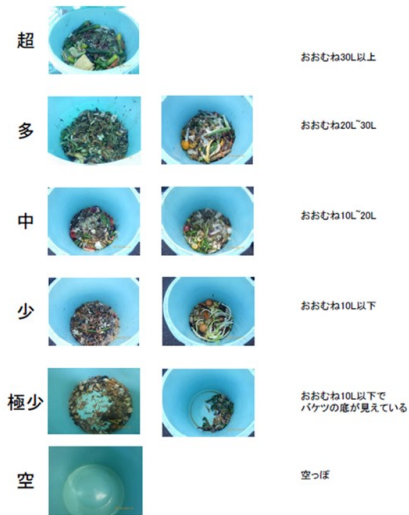 超
おおむね30L以上
多
おおむね20L~30L
中
おおむね10L~20L
少
おおむね10L以下
極少
おおむね10L以下で
バケツの底が見えている
空
空っぽ